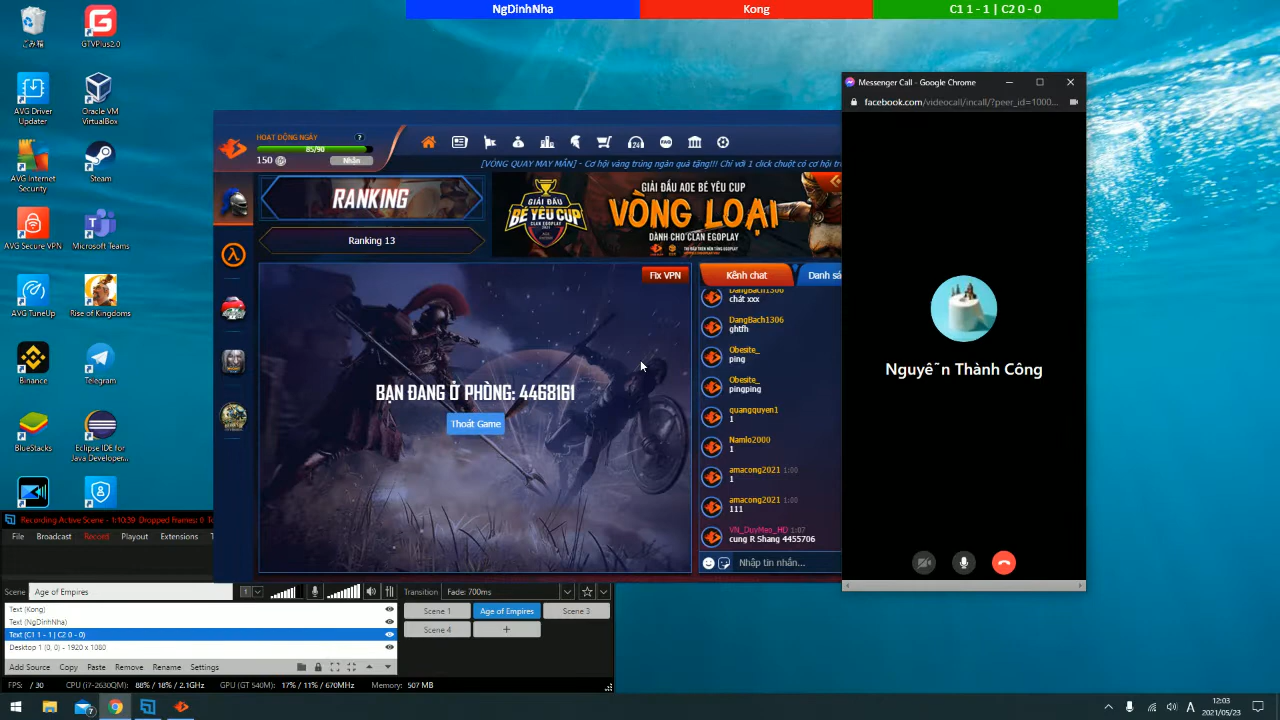 NgDinhNha
Kong
C1 1 - 1 | C2 0 - 0
ごみ箱
GTVPlus2.0
AVG Driver Updater
Oracle VM VirtualBox
AVG Internet Security
Steam
AVG Secure VPN
Microsoft Teams
AVG TuneUp
Rise of Kingdoms
Binance
Telegram
BlueStacks
Eclipse IDE for Java Developer...
HOẠT ĐỘNG NGÀY
?
85/90
150
Nhận
24
FAQ
[VÒNG QUAY MAY MẮN] - Cơ hội vàng trúng ngàn quà tặng!!! Chỉ với 1 click chuột có cơ hội tr
RANKING
Ranking 13
GIẢI ĐẤU
BÉ YÊU CUP
CLAN EGOPLAY
GIẢI ĐẤU AOE BÉ YÊU CUP
VÒNG LOẠI
DÀNH CHO CLAN EGOPLAY
Fix VPN
BẠN ĐANG Ở PHÒNG: 4468161
Thoát Game
Kênh chat
Danh sá
DangBach1306
chát xxx
DangBach1306
ghtfh
Obesite_
ping
Obesite_
pingping
quangquyen1
1
Namlo2000
1
amacong2021 1:00
1
amacong2021 1:00
111
VN_DuyMeo_HD 1:07
cung R Shang 4455706
Nhập tin nhắn...
Messenger Call - Google Chrome
facebook.com/videocall/incall/?peer_id=1000...
Nguyễn Thành Công
Recording Active Scene - 1:10:39 Dropped Frames: 0 To
File Broadcast Record Playout Extensions T
Scene Age of Empires 1 Transition Fade: 700ms
Text (Kong)
Text (NgDinhNha)
Text (C1 1 - 1 | C2 0 - 0)
Desktop 1 (0, 0) - 1920 x 1080
Scene 1 Age of Empires Scene 3
Scene 4 +
Add Source Copy Paste Remove Rename Settings
FPS: / 30 CPU (i7-2630QM): 88% / 18% / 2.1GHz GPU (GT 540M): 17% / 11% / 670MHz Memory: 507 MB
7
A
12:03
2021/05/23